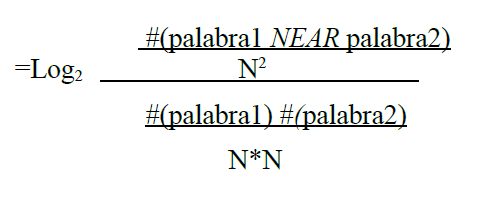 #(palabra1 NEAR palabra2)
=Log₂ N²
#(palabra1) #(palabra2)
N*N